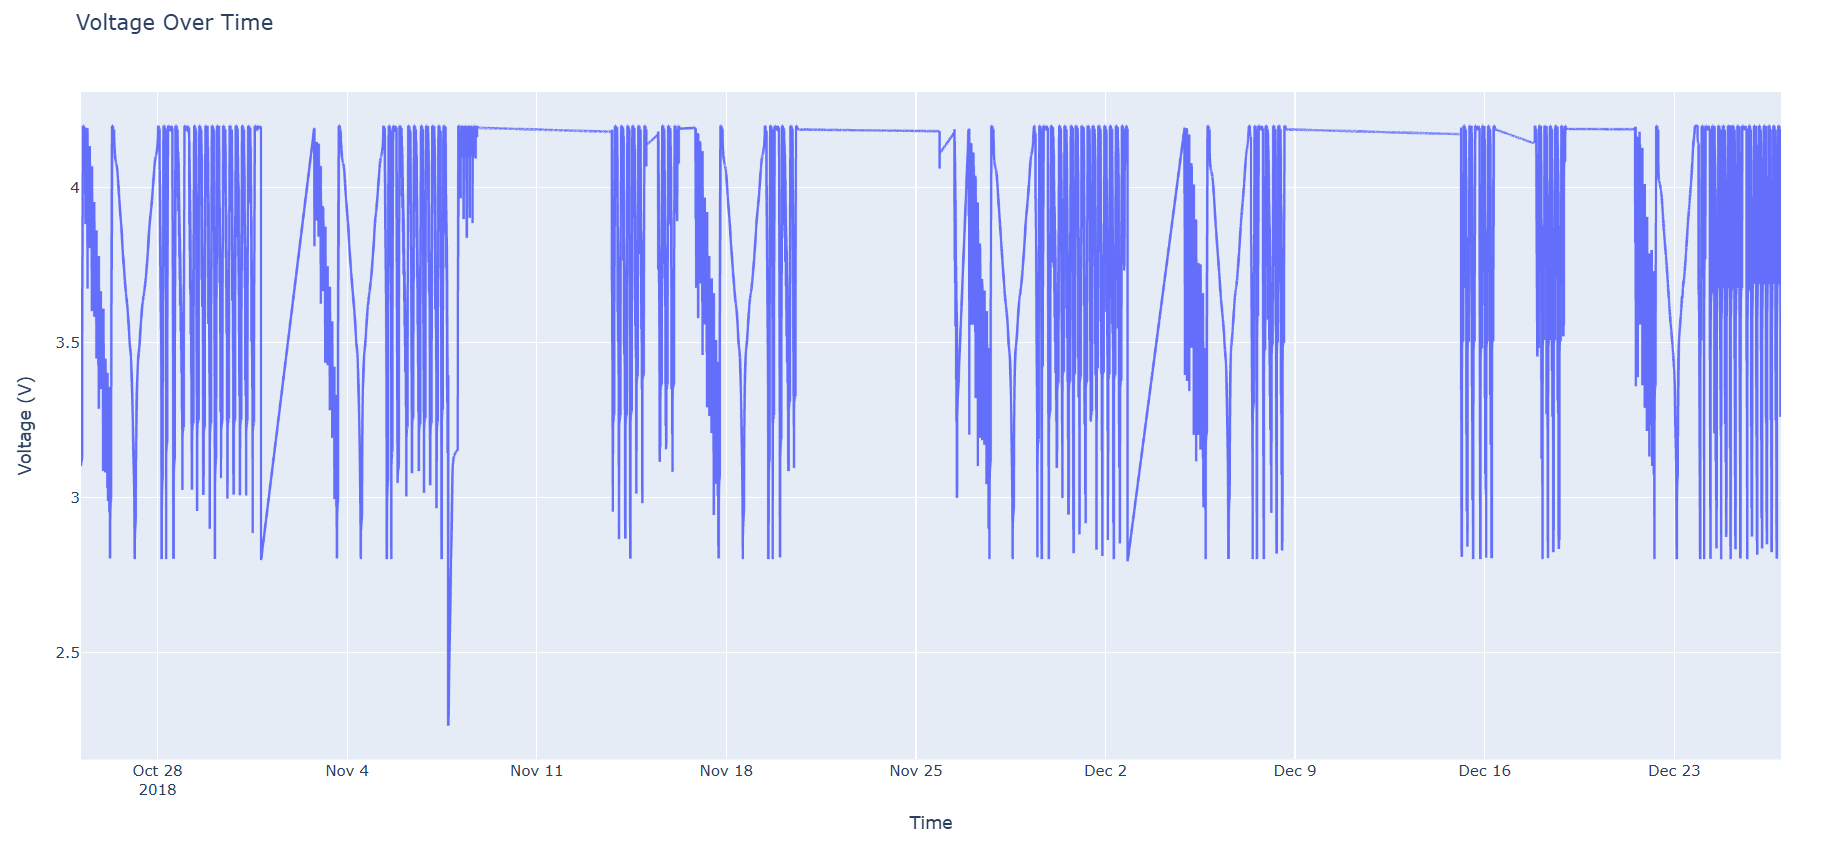 Voltage Over Time
4
3.5
3
2.5
Voltage (V)
Oct 28
2018
Nov 4
Nov 11
Nov 18
Nov 25
Dec 2
Dec 9
Dec 16
Dec 23
Time